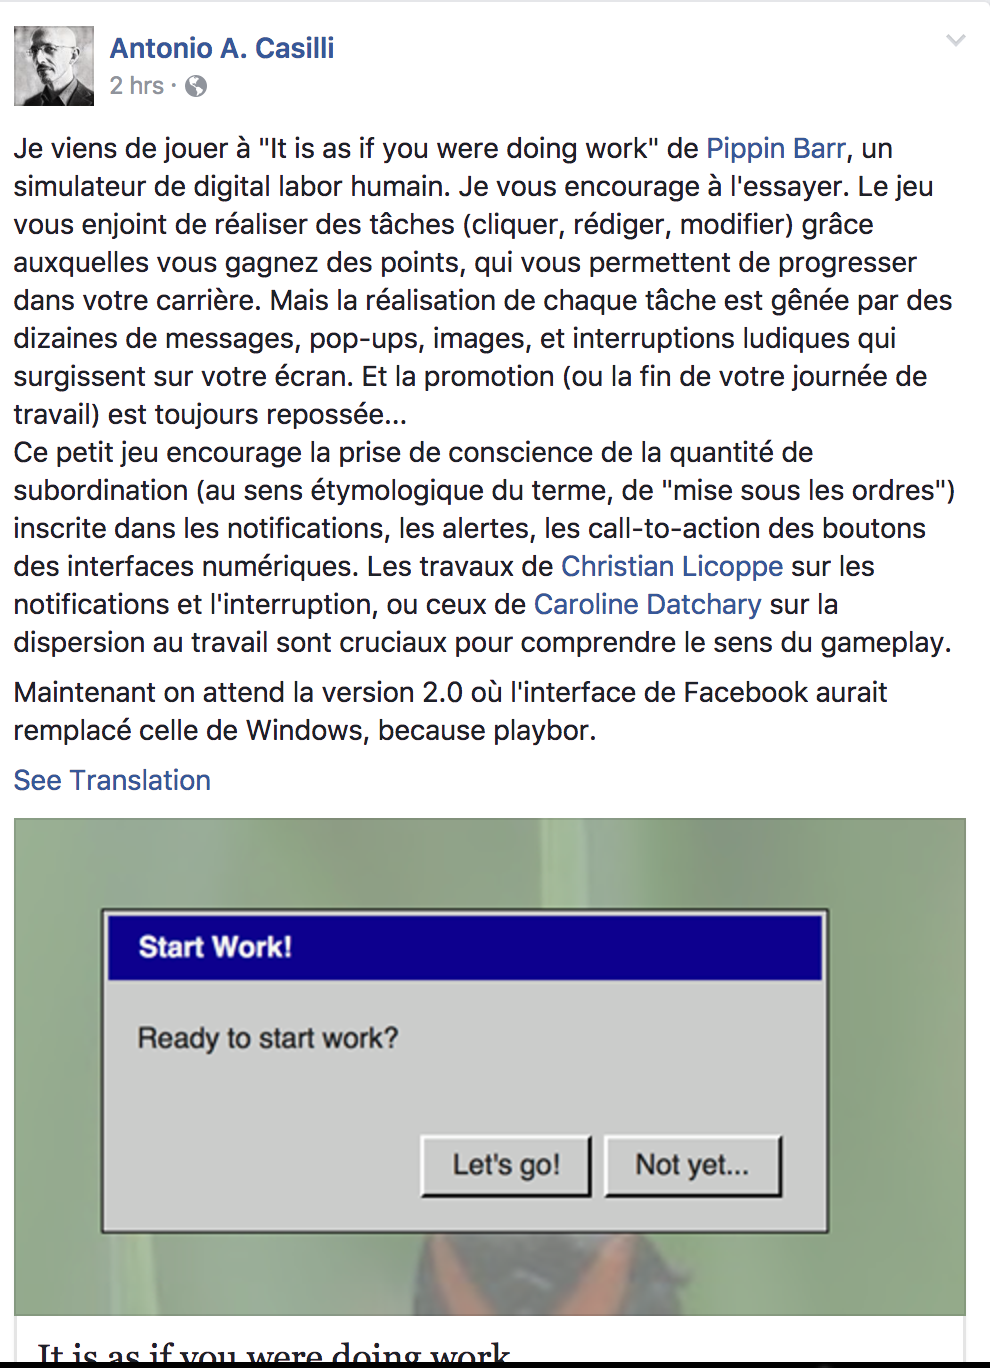 Antonio A. Casilli
2 hrs ·
Je viens de jouer à "It is as if you were doing work" de Pippin Barr, un
simulateur de digital labor humain. Je vous encourage à l'essayer. Le jeu
vous enjoint de réaliser des tâches (cliquer, rédiger, modifier) grâce
auxquelles vous gagnez des points, qui vous permettent de progresser
dans votre carrière. Mais la réalisation de chaque tâche est gênée par des
dizaines de messages, pop-ups, images, et interruptions ludiques qui
surgissent sur votre écran. Et la promotion (ou la fin de votre journée de
travail) est toujours repossée...
Ce petit jeu encourage la prise de conscience de la quantité de
subordination (au sens étymologique du terme, de "mise sous les ordres")
inscrite dans les notifications, les alertes, les call-to-action des boutons
des interfaces numériques. Les travaux de Christian Licoppe sur les
notifications et l'interruption, ou ceux de Caroline Datchary sur la
dispersion au travail sont cruciaux pour comprendre le sens du gameplay.
Maintenant on attend la version 2.0 où l'interface de Facebook aurait
remplacé celle de Windows, because playbor.
See Translation
Start Work!
Ready to start work?
Let's go! Not yet...
It is as if you were doing work